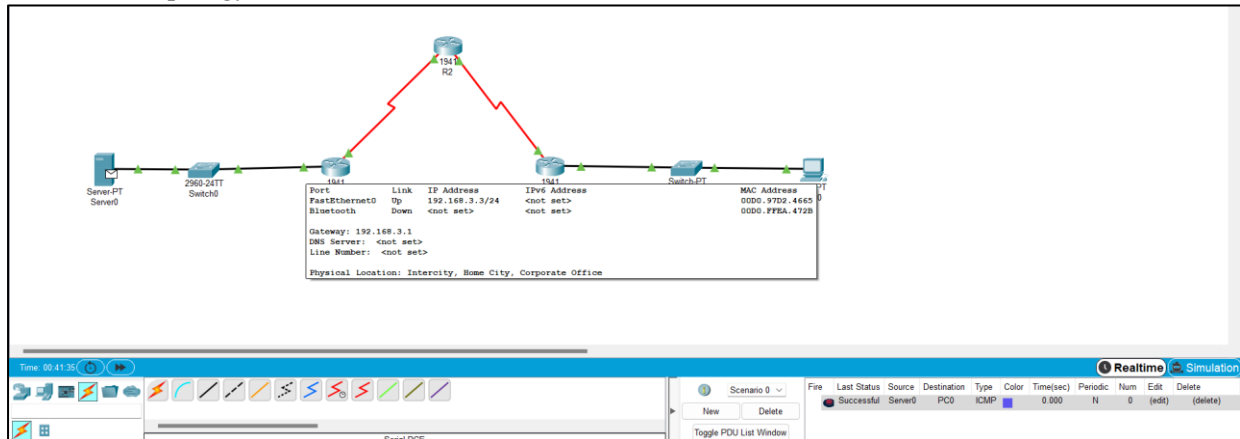 1941
R2
1941
1941
Server-PT
Server0
2960-24TT
Switch0
Switch-PT
PT
0
Port Link IP Address IPv6 Address MAC Address
FastEthernet0 Up 192.168.3.3/24 <not set> 00D0.97D2.4665
Bluetooth Down <not set> <not set> 00D0.FFEA.472B
Gateway: 192.168.3.1
DNS Server: <not set>
Line Number: <not set>
Physical Location: Intercity, Home City, Corporate Office
Time: 00:41:35
Realtime
Simulation
Scenario 0
New Delete
Toggle PDU List Window
Fire Last Status Source Destination Type Color Time(sec) Periodic Num Edit Delete
Successful Server0 PC0 ICMP 0.000 N 0 (edit) (delete)